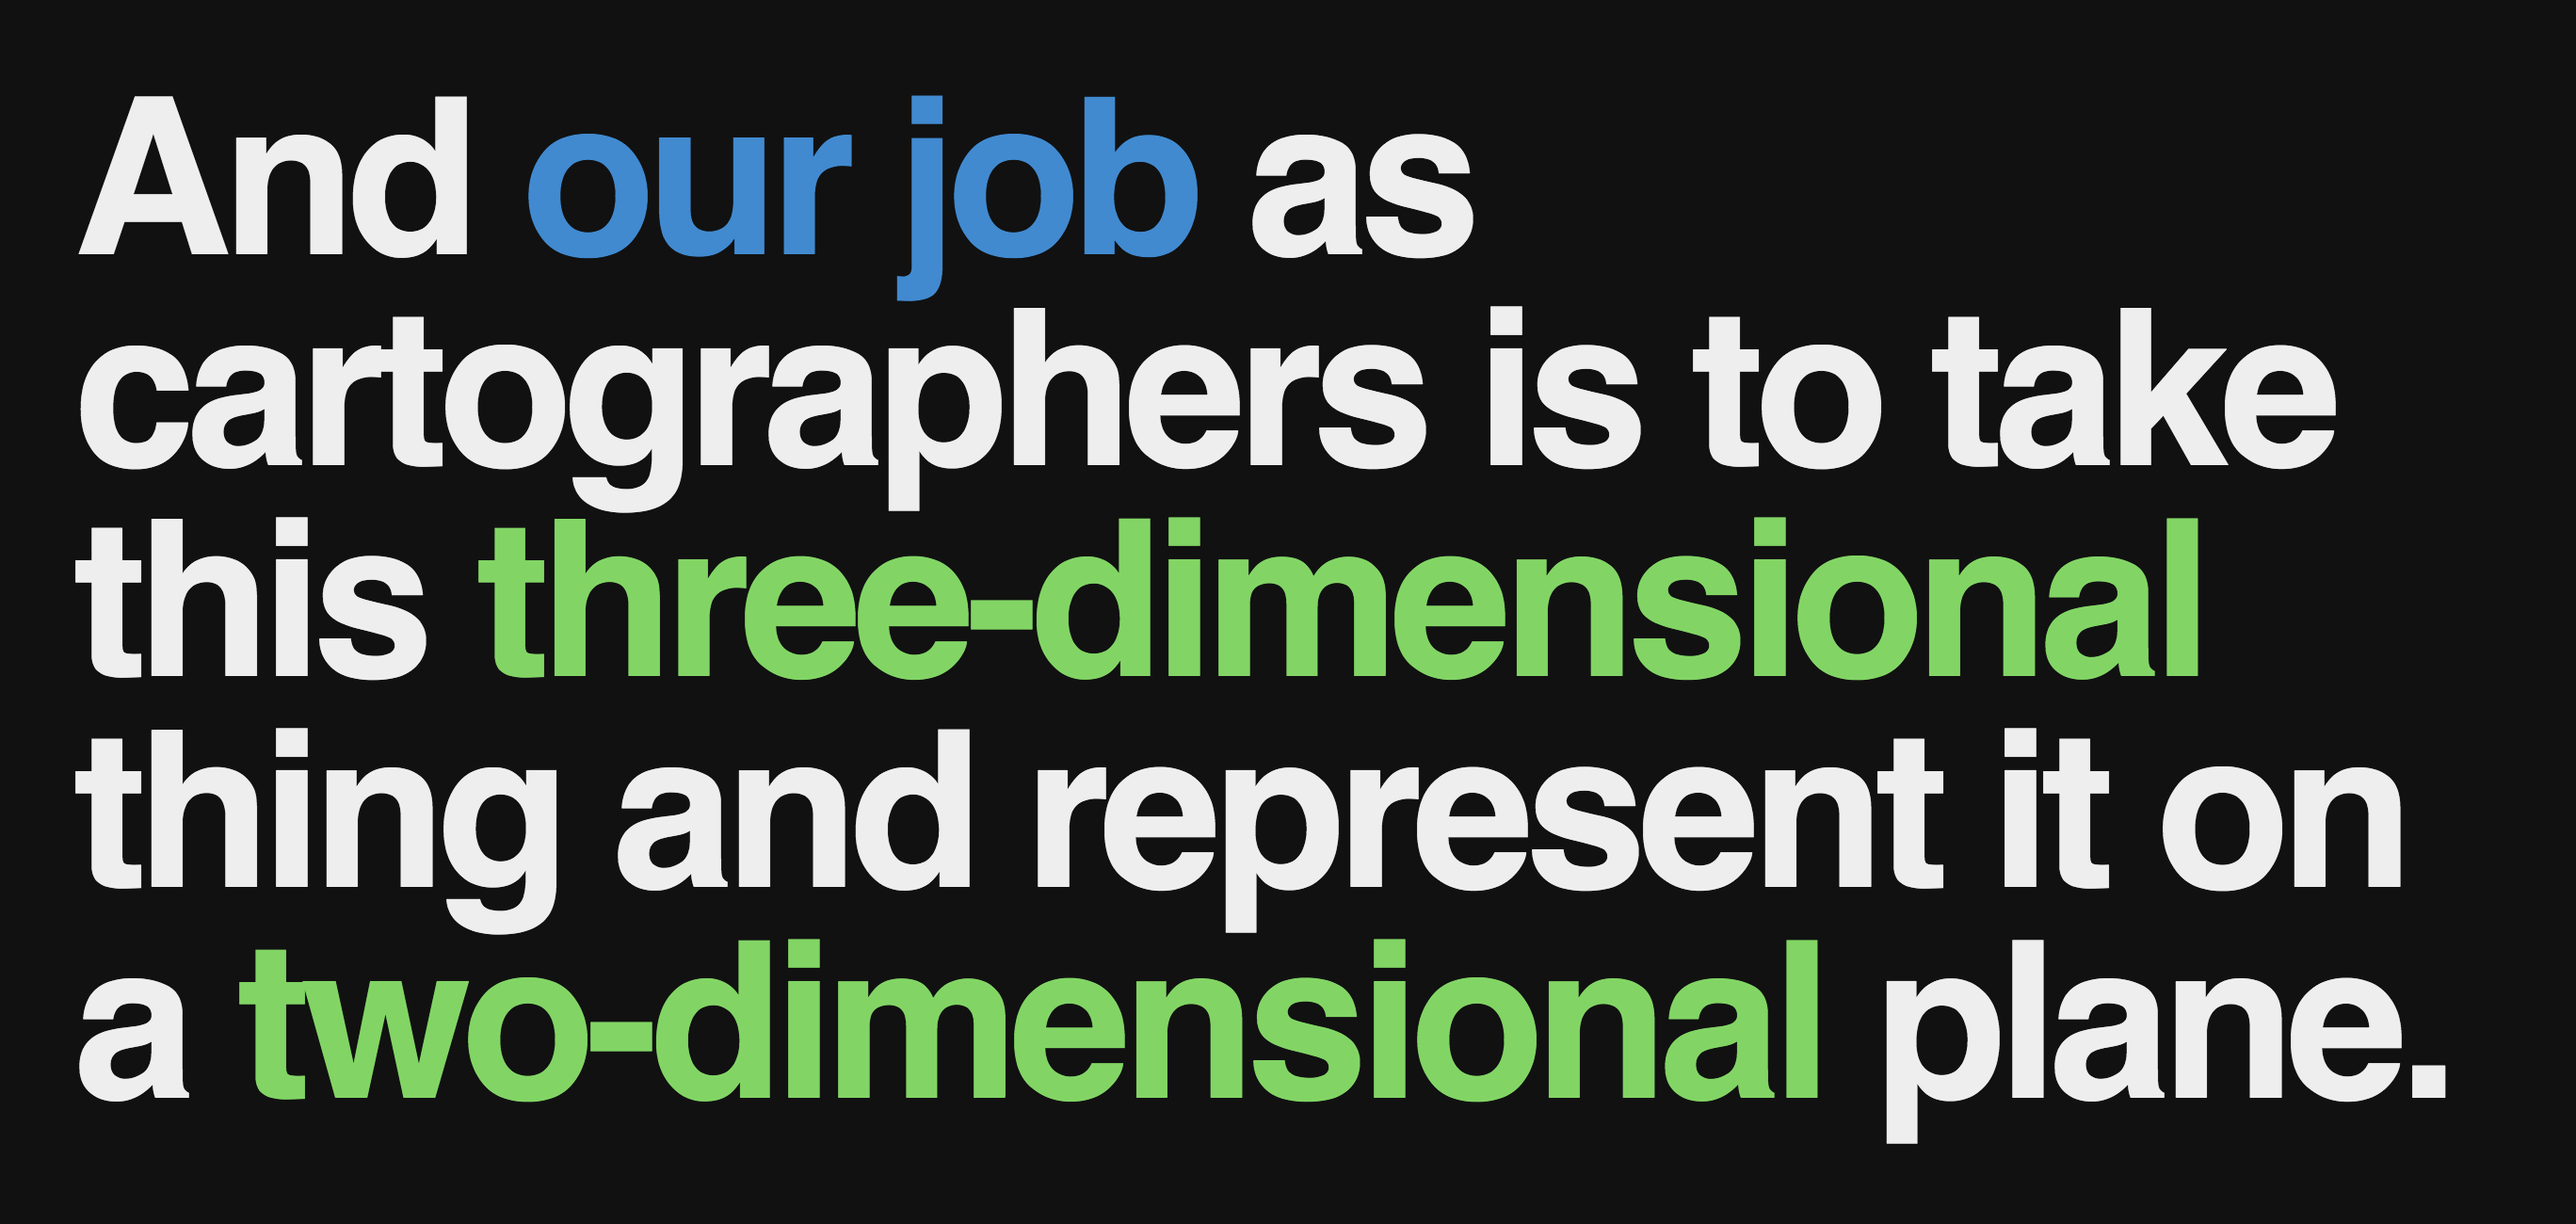 And our job as
cartographers is to take
this three-dimensional
thing and represent it on
a two-dimensional plane.